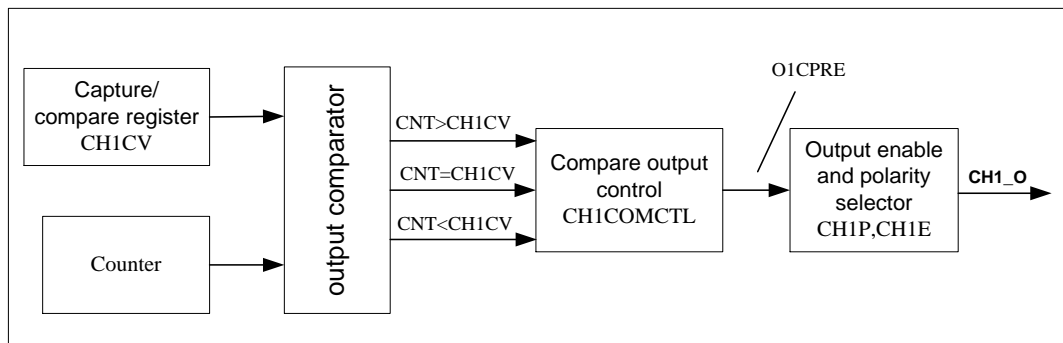 Capture/
compare register
CH1CV
Counter
output comparator
CNT>CH1CV
CNT=CH1CV
CNT<CH1CV
Compare output
control
CH1COMCTL
O1CPRE
Output enable
and polarity
selector
CH1P,CH1E
CH1_O